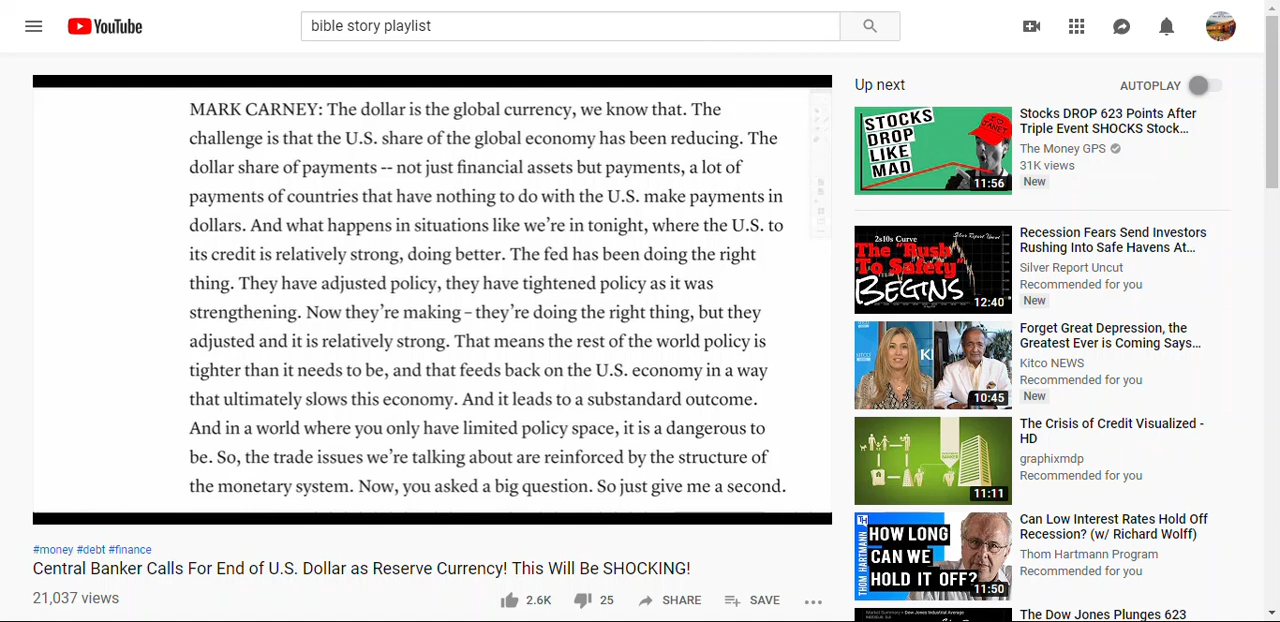 YouTube
bible story playlist
MARK CARNEY: The dollar is the global currency, we know that. The
challenge is that the U.S. share of the global economy has been reducing. The
dollar share of payments -- not just financial assets but payments, a lot of
payments of countries that have nothing to do with the U.S. make payments in
dollars. And what happens in situations like we're in tonight, where the U.S. to
its credit is relatively strong, doing better. The fed has been doing the right
thing. They have adjusted policy, they have tightened policy as it was
strengthening. Now they're making – they're doing the right thing, but they
adjusted and it is relatively strong. That means the rest of the world policy is
tighter than it needs to be, and that feeds back on the U.S. economy in a way
that ultimately slows this economy. And it leads to a substandard outcome.
And in a world where you only have limited policy space, it is a dangerous to
be. So, the trade issues we're talking about are reinforced by the structure of
the monetary system. Now, you asked a big question. So just give me a second.
#money #debt #finance
Central Banker Calls For End of U.S. Dollar as Reserve Currency! This Will Be SHOCKING!
21,037 views
2.6K
25
SHARE
SAVE
Up next
AUTOPLAY
STOCKS
DROP
LIKE
MAD
11:56
Stocks DROP 623 Points After
Triple Event SHOCKS Stock...
The Money GPS
31K views
New
2s10s Curve
Silver Report Uncut
The "Rush
To Safety"
BEGINS
12:40
Recession Fears Send Investors
Rushing Into Safe Havens At...
Silver Report Uncut
Recommended for you
New
10:45
Forget Great Depression, the
Greatest Ever is Coming Says...
Kitco NEWS
Recommended for you
New
11:11
The Crisis of Credit Visualized -
HD
graphixmdp
Recommended for you
THOM HARTMANN
HOW LONG
CAN WE
HOLD IT OFF?
11:50
Can Low Interest Rates Hold Off
Recession? (w/ Richard Wolff)
Thom Hartmann Program
Recommended for you
The Dow Jones Plunges 623